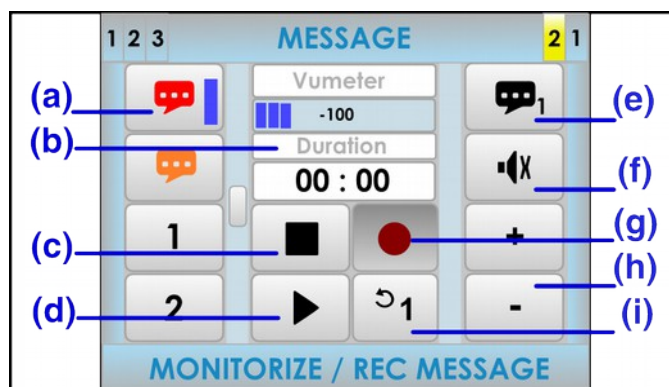 1 2 3 MESSAGE 2 1
(a) Vumeter 1 (e)
-100
(b) Duration (f)
00 : 00
(c) 1 + (g)
(h)
(d) 2 1 - (i)
MONITORIZE / REC MESSAGE